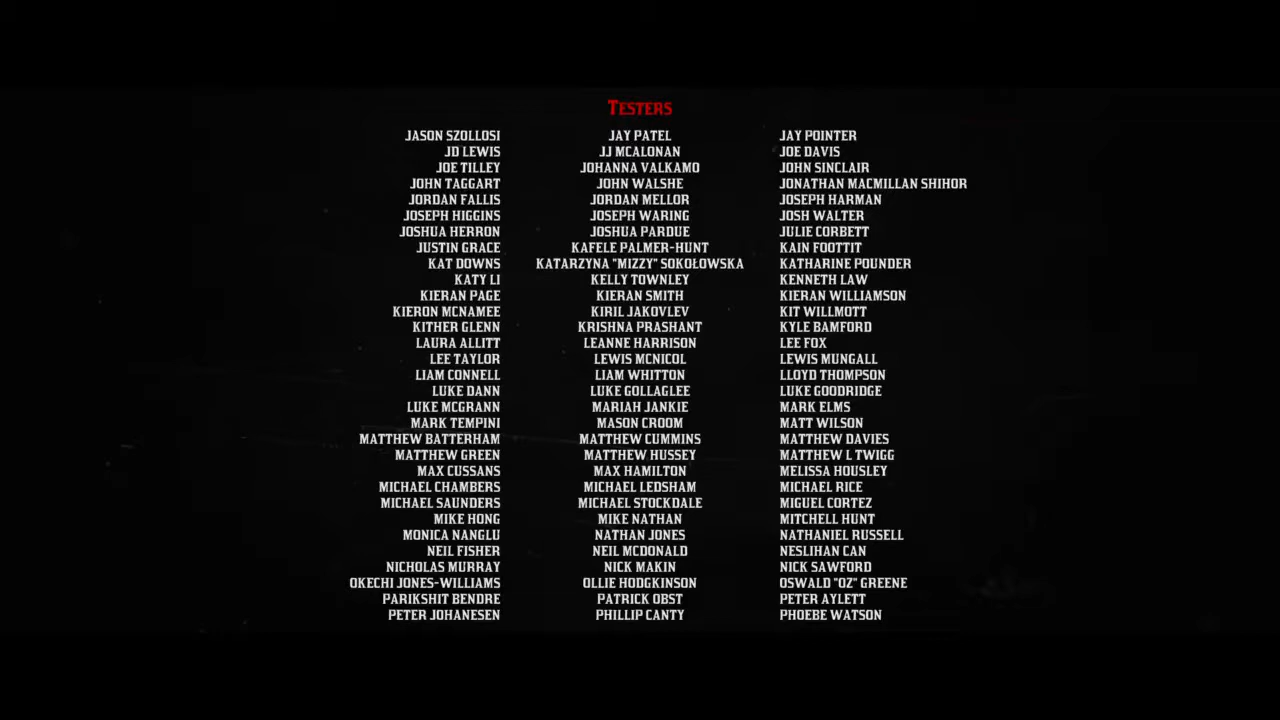 TESTERS
JASON SZOLLOSI JAY PATEL JAY POINTER
JD LEWIS JJ MCALONAN JOE DAVIS
JOE TILLEY JOHANNA VALKAMO JOHN SINCLAIR
JOHN TAGGART JOHN WALSHE JONATHAN MACMILLAN SHIHOR
JORDAN FALLIS JORDAN MELLOR JOSEPH HARMAN
JOSEPH HIGGINS JOSEPH WARING JOSH WALTER
JOSHUA HERRON JOSHUA PARDUE JULIE CORBETT
JUSTIN GRACE KAFELE PALMER-HUNT KAIN FOOTTIT
KAT DOWNS KATARZYNA "MIZZY" SOKOŁOWSKA KATHARINE POUNDER
KATY LI KELLY TOWNLEY KENNETH LAW
KIERAN PAGE KIERAN SMITH KIERAN WILLIAMSON
KIERON MCNAMEE KIRIL JAKOVLEV KIT WILLMOTT
KITHER GLENN KRISHNA PRASHANT KYLE BAMFORD
LAURA ALLITT LEANNE HARRISON LEE FOX
LEE TAYLOR LEWIS MCNICOL LEWIS MUNGALL
LIAM CONNELL LIAM WHITTON LLOYD THOMPSON
LUKE DANN LUKE GOLLAGLEE LUKE GOODRIDGE
LUKE MCGRANN MARIAH JANKIE MARK ELMS
MARK TEMPINI MASON CROOM MATT WILSON
MATTHEW BATTERHAM MATTHEW CUMMINS MATTHEW DAVIES
MATTHEW GREEN MATTHEW HUSSEY MATTHEW L TWIGG
MAX CUSSANS MAX HAMILTON MELISSA HOUSLEY
MICHAEL CHAMBERS MICHAEL LEDSHAM MICHAEL RICE
MICHAEL SAUNDERS MICHAEL STOCKDALE MIGUEL CORTEZ
MIKE HONG MIKE NATHAN MITCHELL HUNT
MONICA NANGLU NATHAN JONES NATHANIEL RUSSELL
NEIL FISHER NEIL MCDONALD NESLIHAN CAN
NICHOLAS MURRAY NICK MAKIN NICK SAWFORD
OKECHI JONES-WILLIAMS OLLIE HODGKINSON OSWALD "OZ" GREENE
PARIKSHIT BENDRE PATRICK OBST PETER AYLETT
PETER JOHANESEN PHILLIP CANTY PHOEBE WATSON